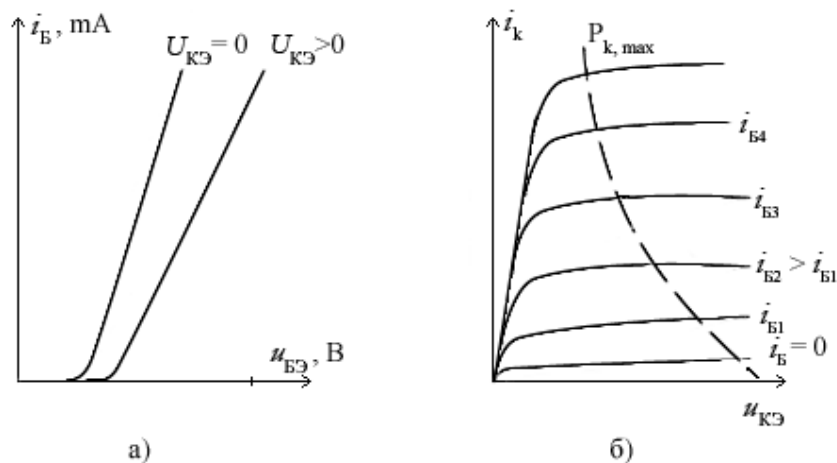 i_Б, mA
U_КЭ = 0
U_КЭ>0
u_БЭ, В
а)
i_k
P_k, max
i_Б4
i_Б3
i_Б2 > i_Б1
i_Б1
i_Б = 0
u_КЭ
б)